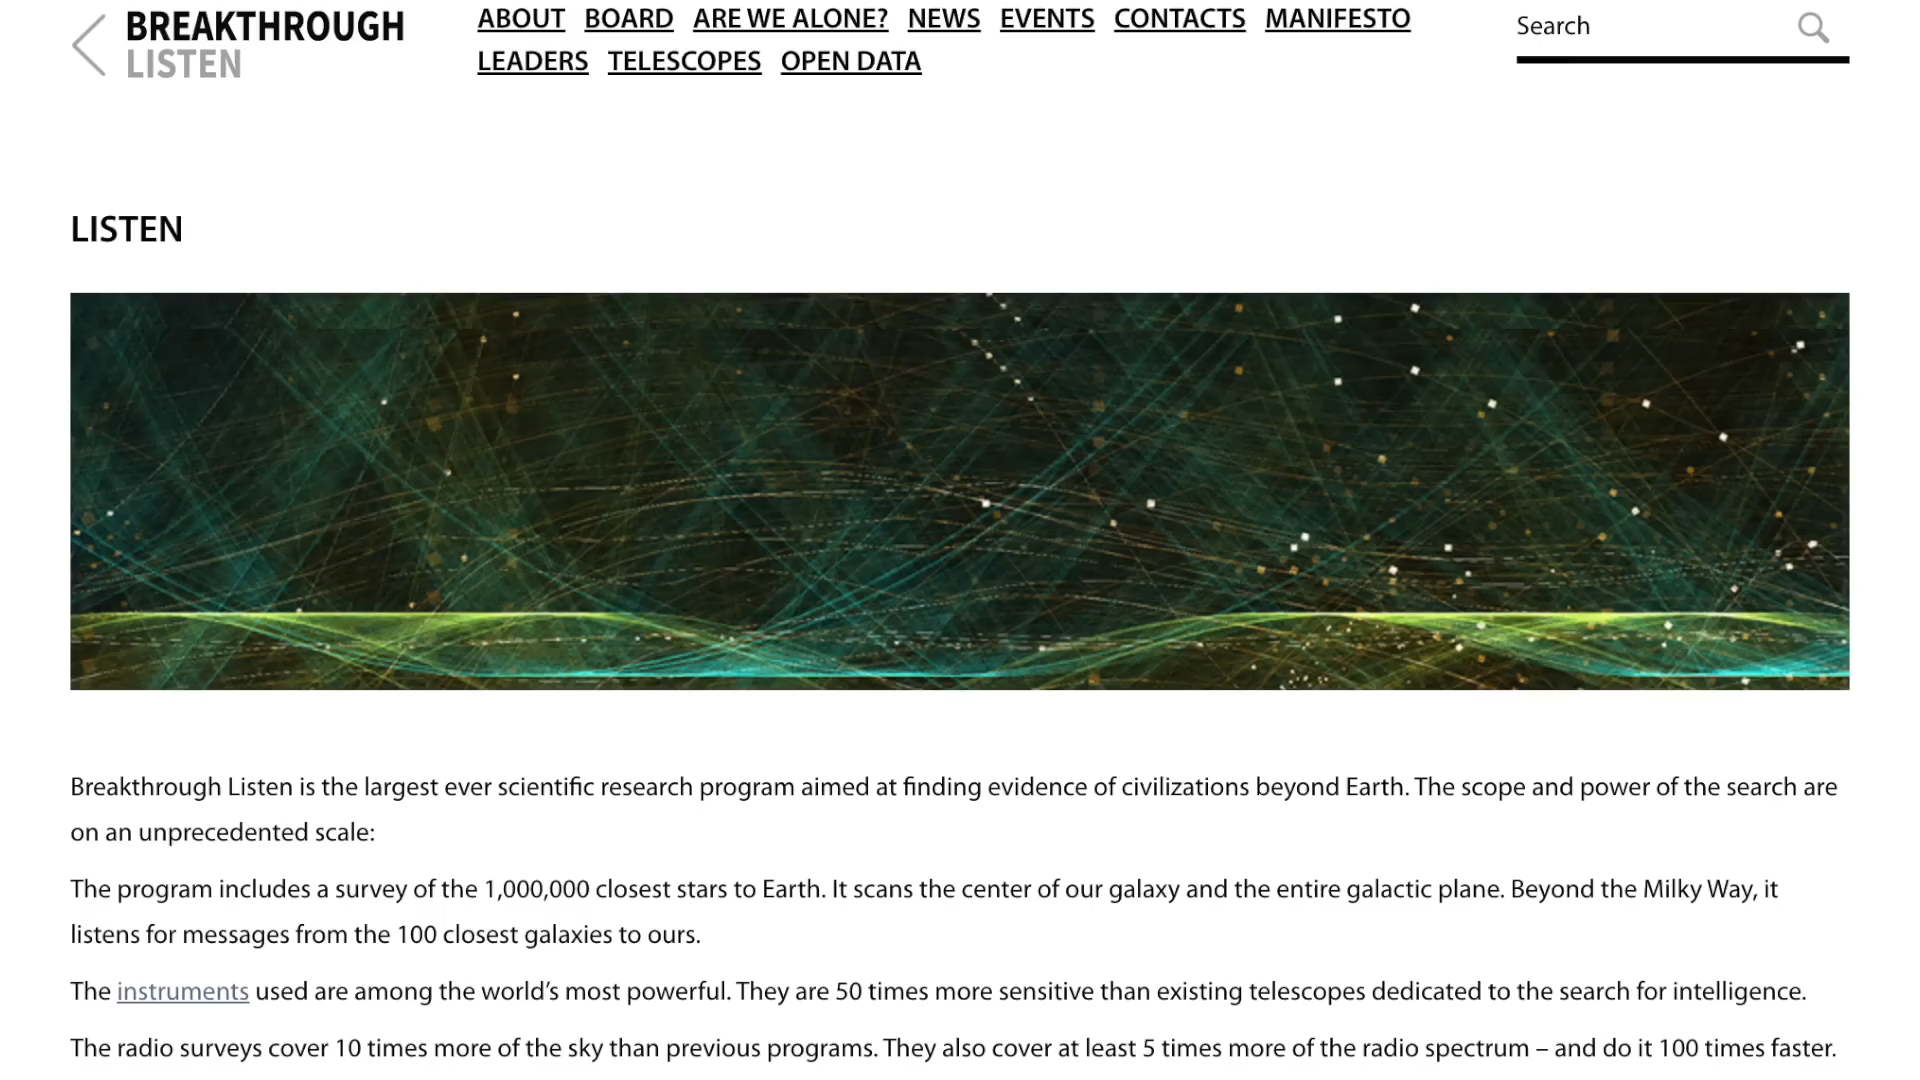 BREAKTHROUGH
LISTEN
ABOUT BOARD ARE WE ALONE? NEWS EVENTS CONTACTS MANIFESTO
LEADERS TELESCOPES OPEN DATA
Search
LISTEN
Breakthrough Listen is the largest ever scientific research program aimed at finding evidence of civilizations beyond Earth. The scope and power of the search are
on an unprecedented scale:
The program includes a survey of the 1,000,000 closest stars to Earth. It scans the center of our galaxy and the entire galactic plane. Beyond the Milky Way, it
listens for messages from the 100 closest galaxies to ours.
The instruments used are among the world’s most powerful. They are 50 times more sensitive than existing telescopes dedicated to the search for intelligence.
The radio surveys cover 10 times more of the sky than previous programs. They also cover at least 5 times more of the radio spectrum – and do it 100 times faster.